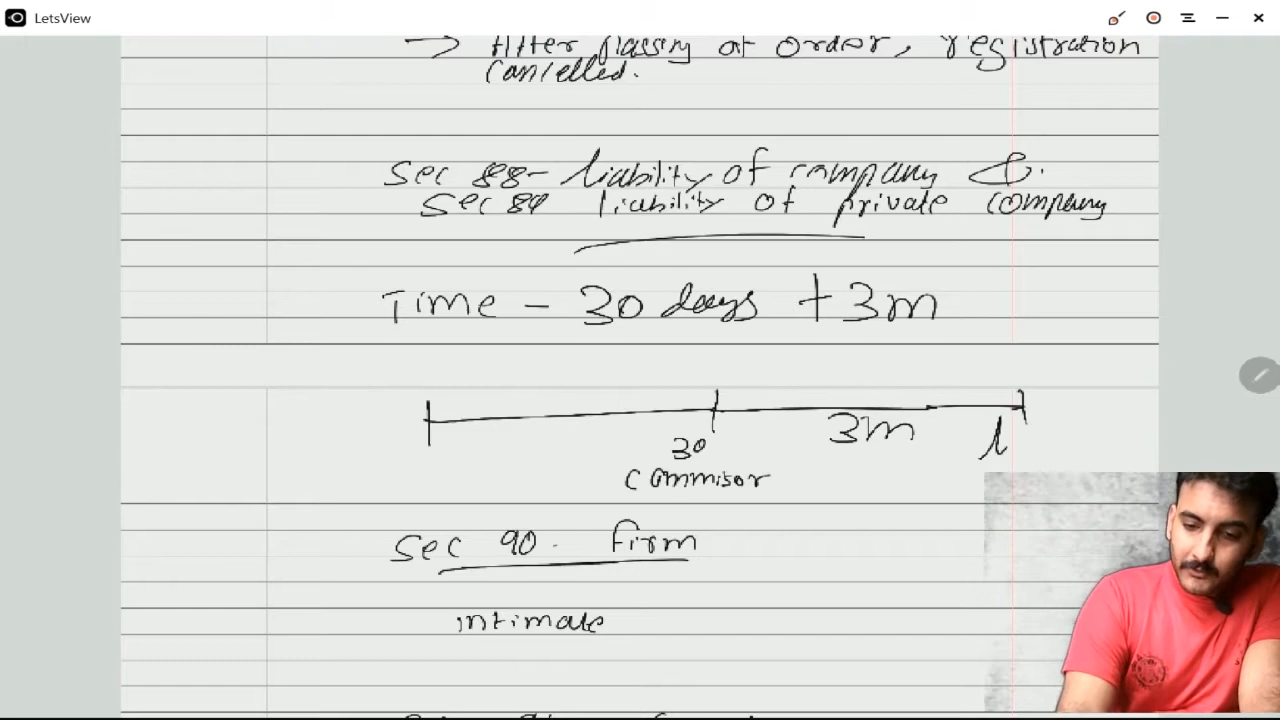 LetsView
→ After passing of order, registration
cancelled.
Sec 88- liability of company &.
Sec 89 liability of private company
Time - 30 days + 3m
30
3m
Commisor
Sec 90. firm
intimate